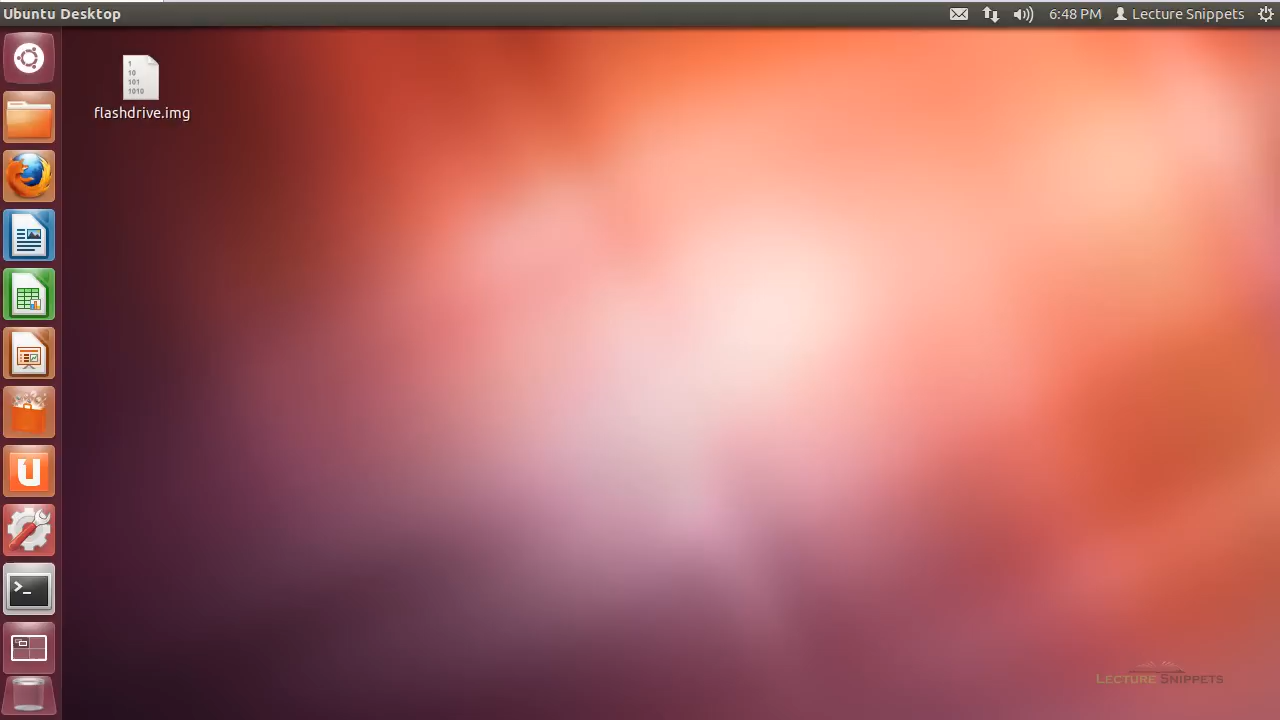 Ubuntu Desktop
6:48 PM
Lecture Snippets
1
10
101
1010
flashdrive.img
>_
LECTURE SNIPPETS